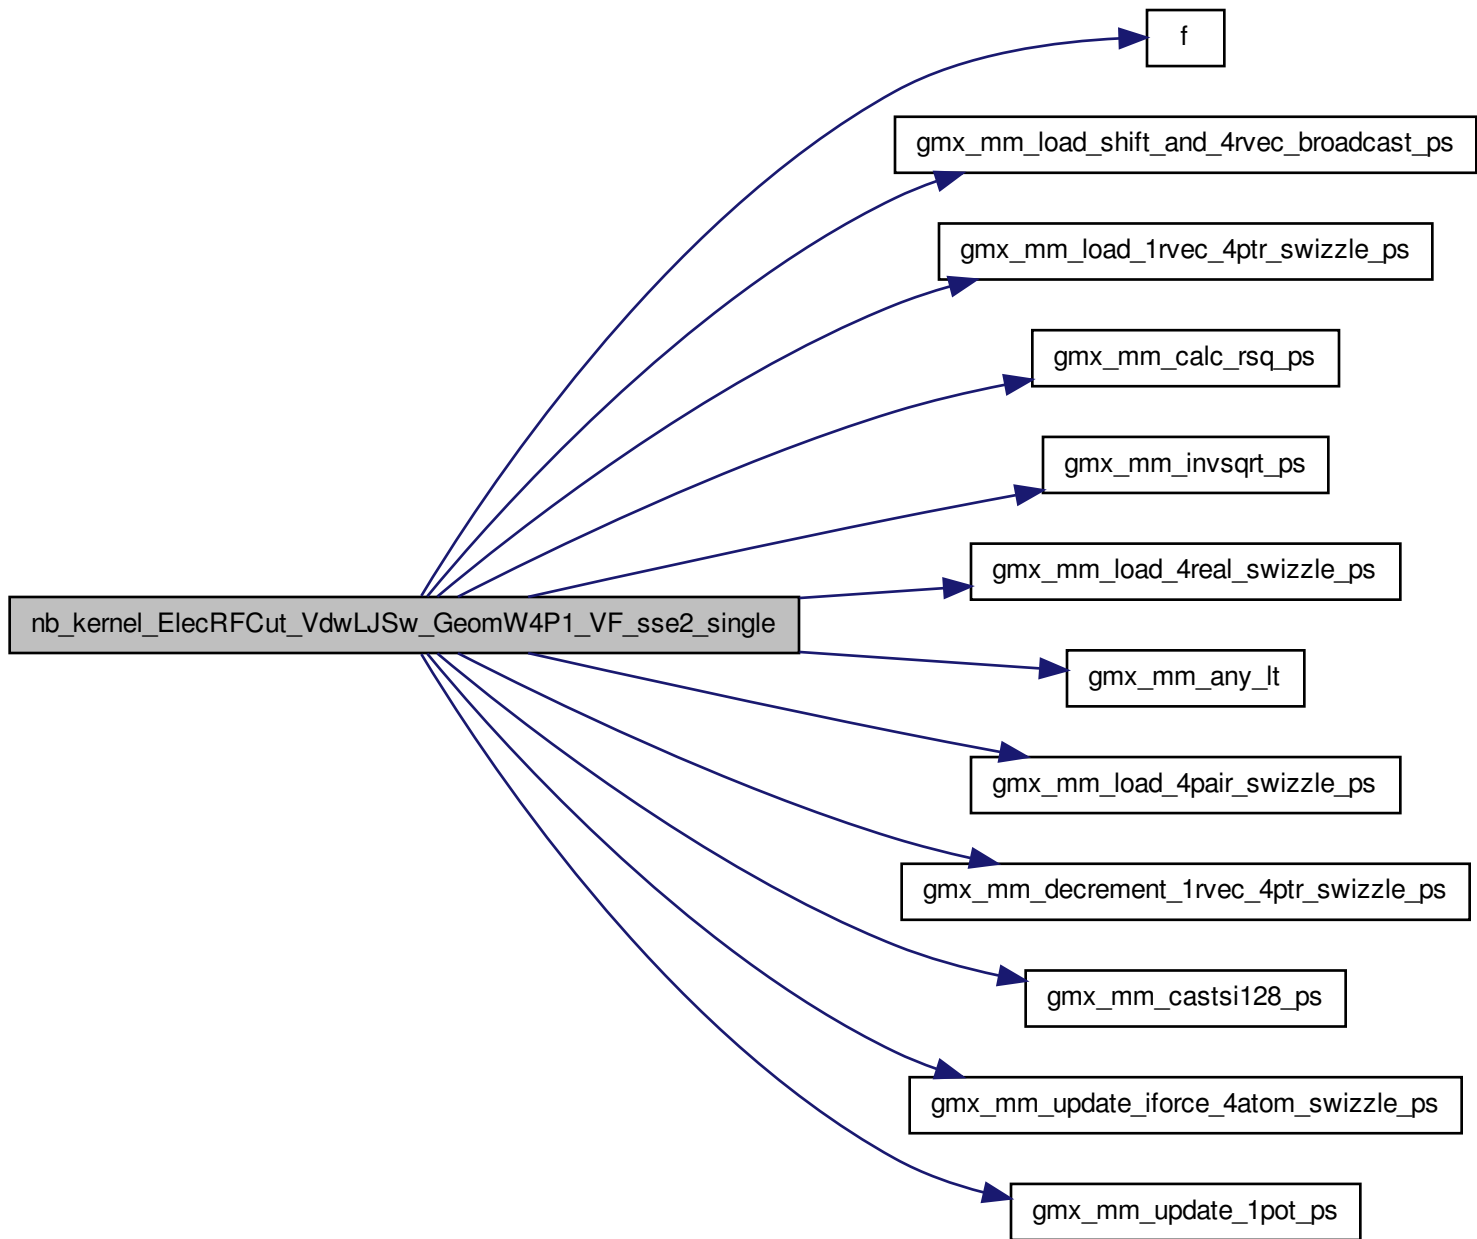 f
gmx_mm_load_shift_and_4rvec_broadcast_ps
gmx_mm_load_1rvec_4ptr_swizzle_ps
gmx_mm_calc_rsq_ps
gmx_mm_invsqrt_ps
gmx_mm_load_4real_swizzle_ps
nb_kernel_ElecRFCut_VdwLJSw_GeomW4P1_VF_sse2_single
gmx_mm_any_lt
gmx_mm_load_4pair_swizzle_ps
gmx_mm_decrement_1rvec_4ptr_swizzle_ps
gmx_mm_castsi128_ps
gmx_mm_update_iforce_4atom_swizzle_ps
gmx_mm_update_1pot_ps